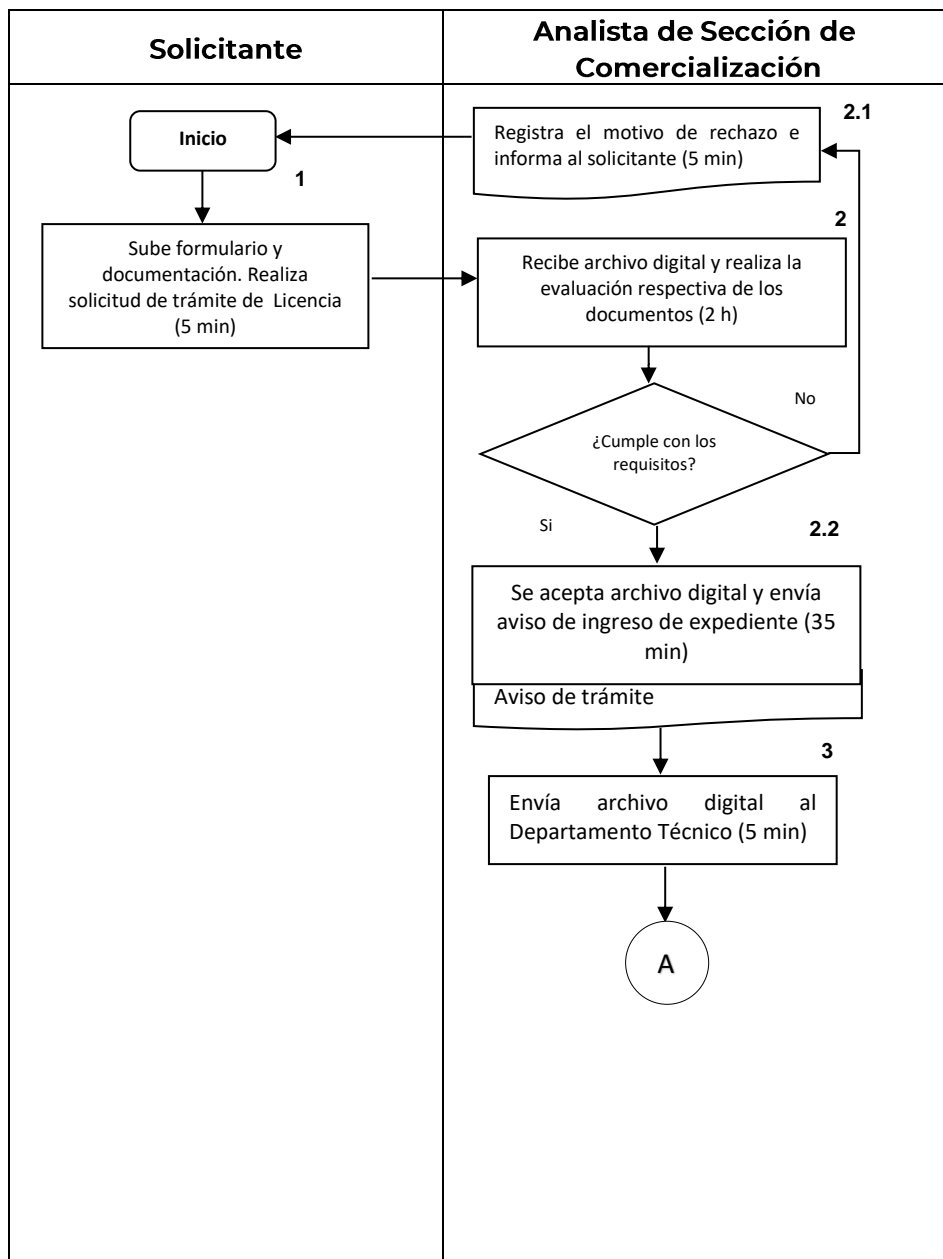 Solicitante
Analista de Sección de
Comercialización
Inicio
1
Sube formulario y
documentación. Realiza
solicitud de trámite de Licencia
(5 min)
2.1
Registra el motivo de rechazo e
informa al solicitante (5 min)
2
Recibe archivo digital y realiza la
evaluación respectiva de los
documentos (2 h)
No
¿Cumple con los
requisitos?
Si
2.2
Se acepta archivo digital y envía
aviso de ingreso de expediente (35
min)
Aviso de trámite
3
Envía archivo digital al
Departamento Técnico (5 min)
A